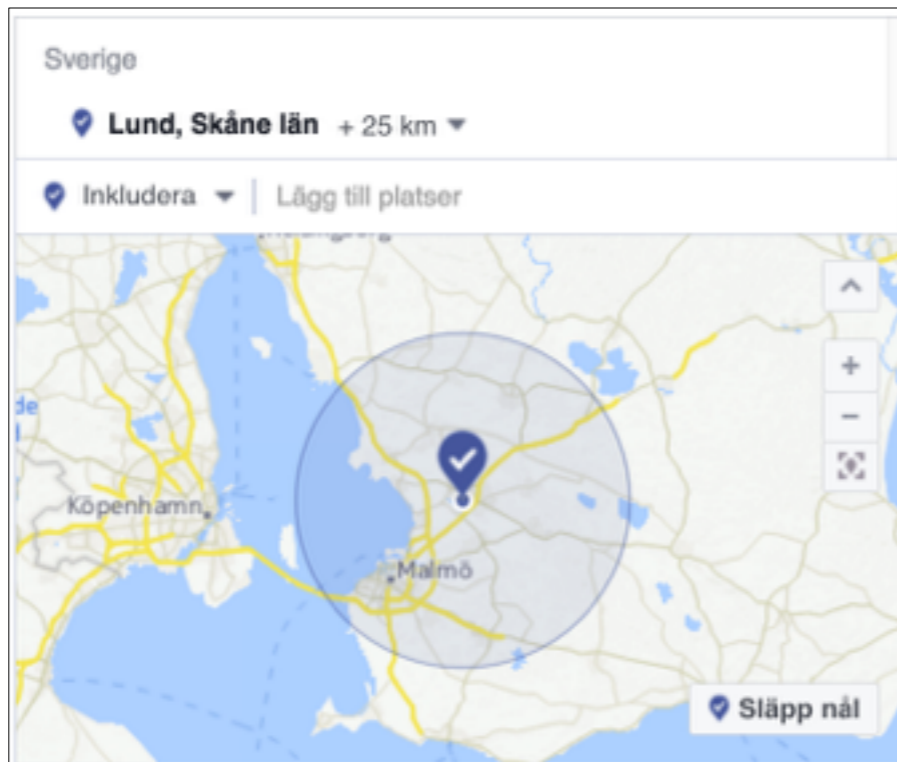 Sverige
Lund, Skåne län + 25 km
Inkludera Lägg till platser
Köpenhamn
Malmö
Släpp nål